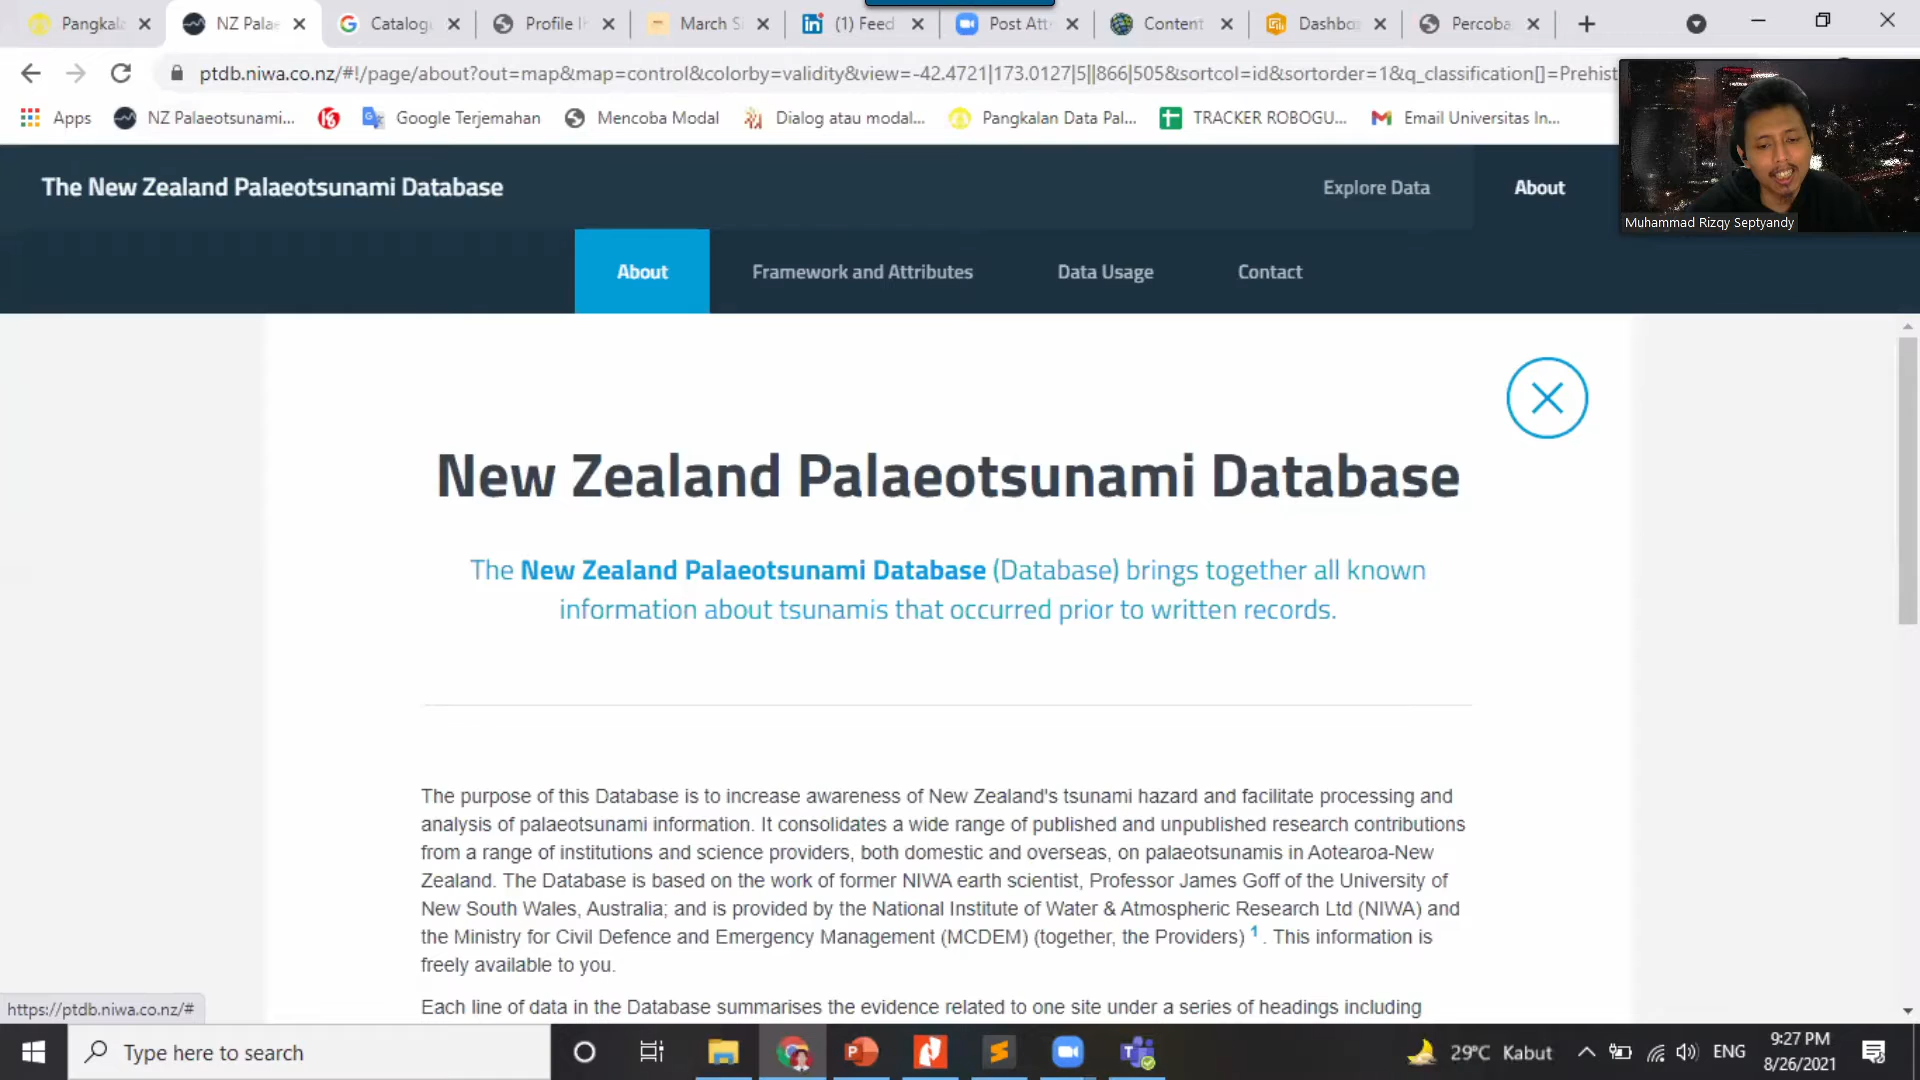 Pangkala
NZ Palae
Catalogu
Profile I
March S
(1) Feed
Post Att
Content
Dashbo
Percoba
ptdb.niwa.co.nz/#!/page/about?out=map&map=control&colorby=validity&view=-42.4721|173.0127|5||866|505&sortcol=id&sortorder=1&q_classification[]=Prehist
Apps
NZ Palaeotsunami...
Google Terjemahan
Mencoba Modal
Dialog atau modal...
Pangkalan Data Pal...
TRACKER ROBOGU...
Email Universitas In...
Muhammad Rizqy Septyandy
The New Zealand Palaeotsunami Database
Explore Data
About
About
Framework and Attributes
Data Usage
Contact
New Zealand Palaeotsunami Database
The New Zealand Palaeotsunami Database (Database) brings together all known
information about tsunamis that occurred prior to written records.
The purpose of this Database is to increase awareness of New Zealand's tsunami hazard and facilitate processing and
analysis of palaeotsunami information. It consolidates a wide range of published and unpublished research contributions
from a range of institutions and science providers, both domestic and overseas, on palaeotsunamis in Aotearoa-New
Zealand. The Database is based on the work of former NIWA earth scientist, Professor James Goff of the University of
New South Wales, Australia; and is provided by the National Institute of Water & Atmospheric Research Ltd (NIWA) and
the Ministry for Civil Defence and Emergency Management (MCDEM) (together, the Providers) 1 . This information is
freely available to you.
Each line of data in the Database summarises the evidence related to one site under a series of headings including
https://ptdb.niwa.co.nz/#
Type here to search
29°C Kabut
ENG
9:27 PM
8/26/2021